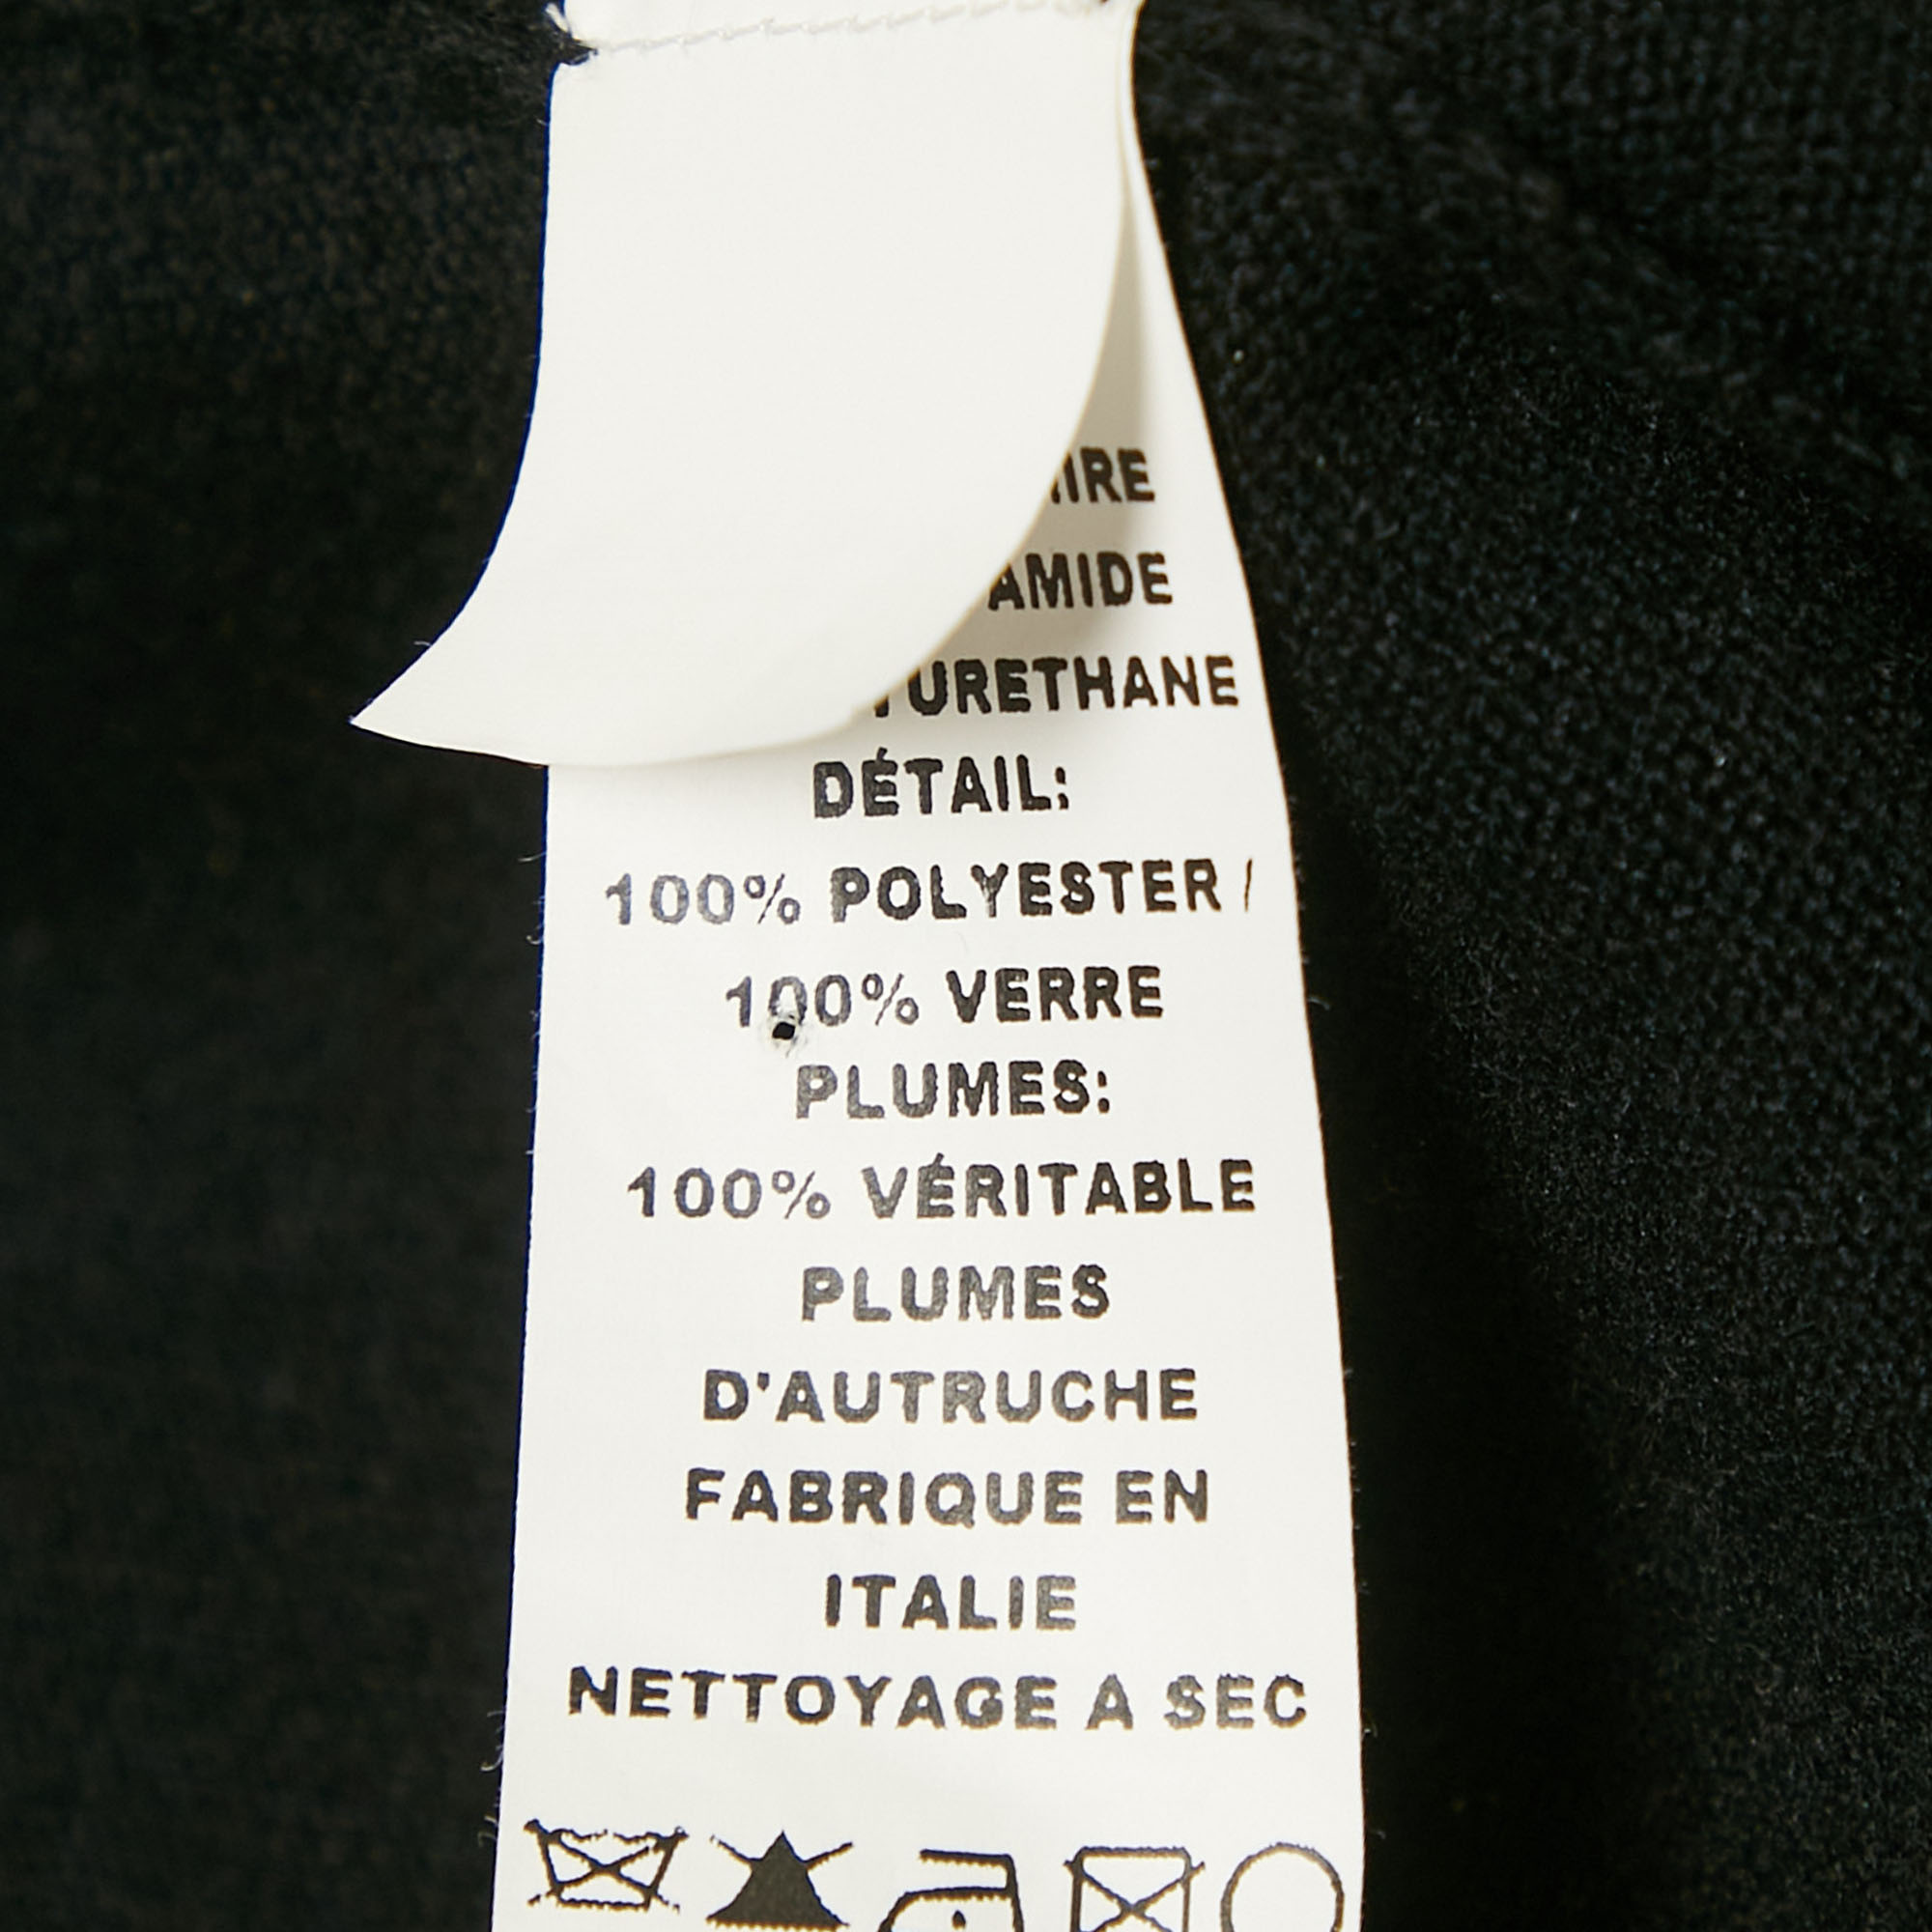 DÉTAIL:
100% POLYESTER /
100% VERRE
PLUMES:
100% VÉRITABLE
PLUMES
D'AUTRUCHE
FABRIQUE EN
ITALIE
NETTOYAGE A SEC